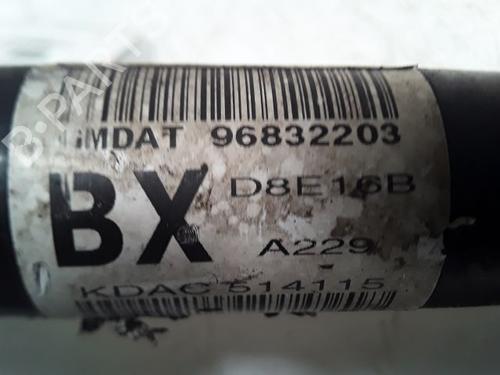 GMDAT 96832203
BX
D8E16B
A229
KDAC 514115
B-PARTS